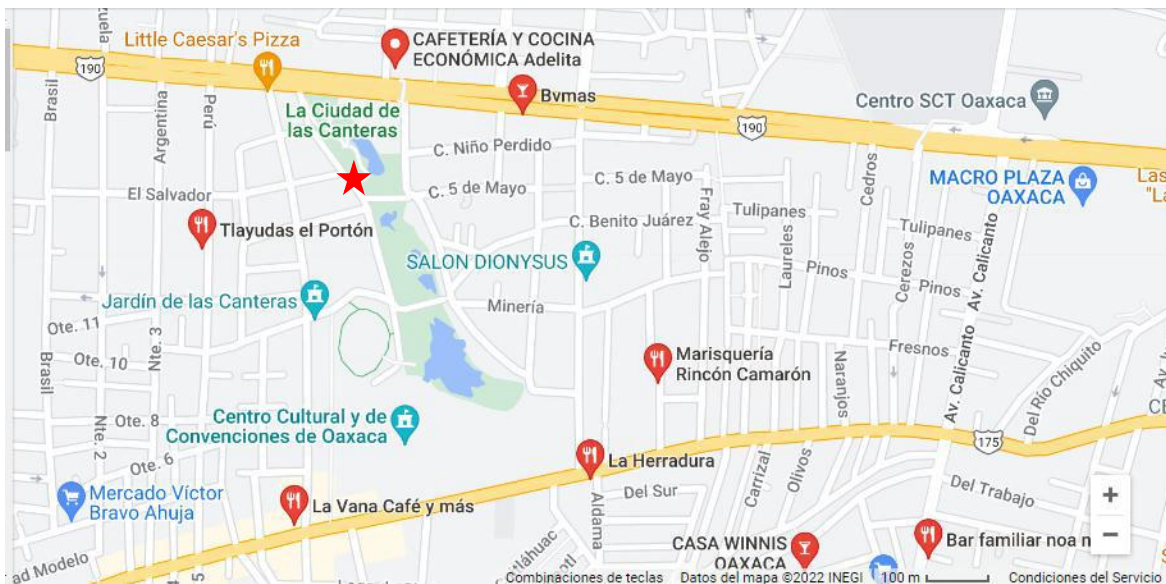 Little Caesar's Pizza
CAFETERÍA Y COCINA
ECONÓMICA Adelita
190
Brasil
Argentina
Perú
La Ciudad de
las Canteras
Bvmas
Centro SCT Oaxaca
190
C. Niño Perdido
El Salvador
C. 5 de Mayo
C. 5 de Mayo
Cedros
MACRO PLAZA
OAXACA
Las
"La
Tlayudas el Portón
C. Benito Juárez
Fray Alejo
Tulipanes
Tulipanes
Laureles
Cerezos
SALON DIONYSUS
Pinos
Pinos
Av. Calicanto
Jardín de las Canteras
Minería
Ote. 11
Nte. 3
Ote. 10
Brasil
Marisquería
Rincón Camarón
Naranjos
Fresnos
Av. Calicanto
Del Río Chiquito
Ote. 8
Nte. 2
Centro Cultural y de
Convenciones de Oaxaca
CE
175
Ote. 6
La Herradura
Carrizal
Olivos
Mercado Víctor
Bravo Ahuja
La Vana Café y más
Del Sur
Aldama
Del Trabajo
+
−
ad Modelo
CASA WINNIS
OAXACA
Bar familiar noa n
Combinaciones de teclas
Datos del mapa ©2022 INEGI
100 m
Condiciones del Servicio